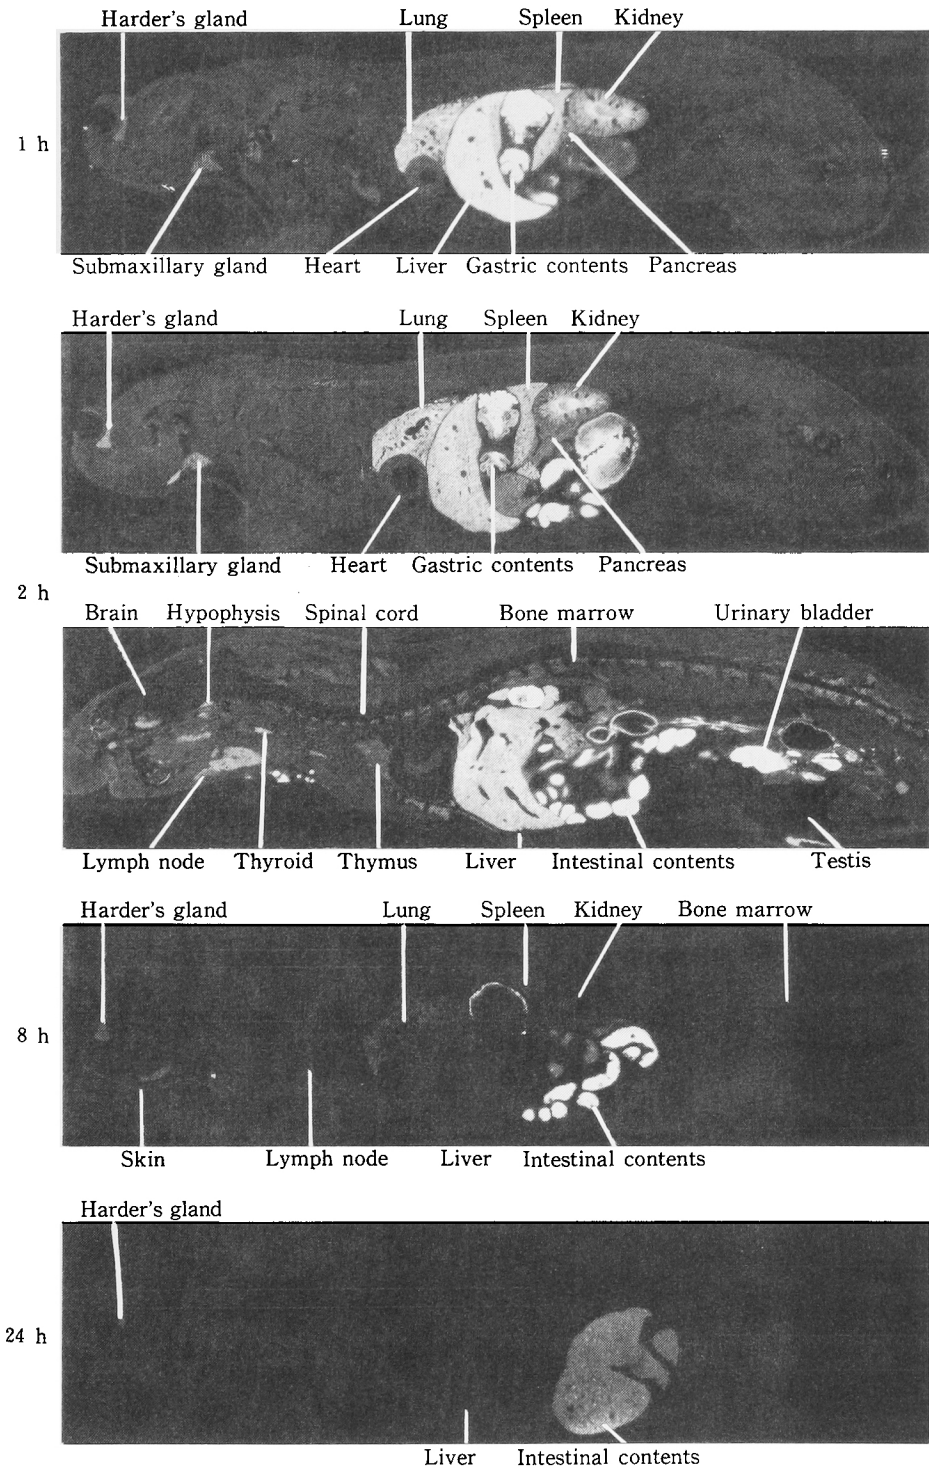 Harder's gland Lung Spleen Kidney
1 h
Submaxillary gland Heart Liver Gastric contents Pancreas
Harder's gland Lung Spleen Kidney
Submaxillary gland Heart Gastric contents Pancreas
2 h
Brain Hypophysis Spinal cord Bone marrow Urinary bladder
Lymph node Thyroid Thymus Liver Intestinal contents Testis
Harder's gland Lung Spleen Kidney Bone marrow
8 h
Skin Lymph node Liver Intestinal contents
Harder's gland
24 h
Liver Intestinal contents